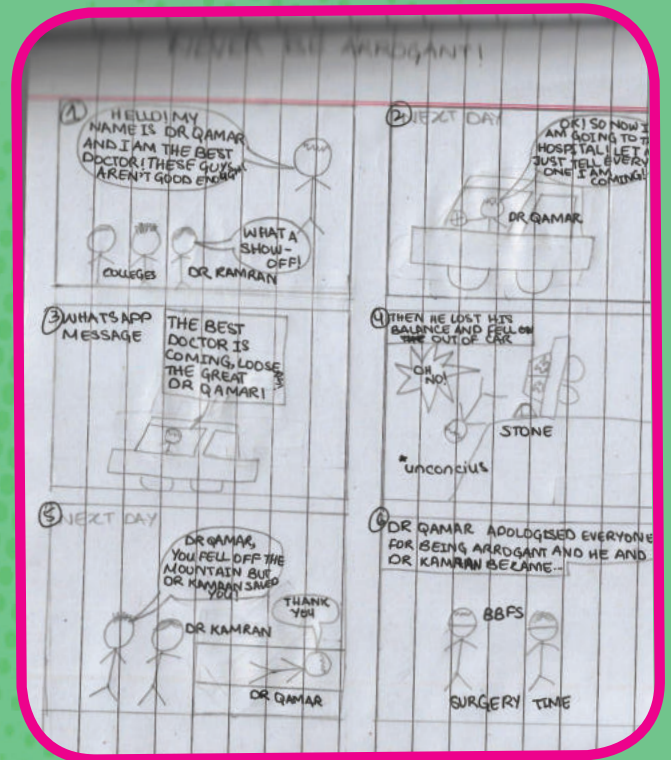 NEVER BE ARROGANT!
1
HELLO! MY
NAME IS DR QAMAR
AND I AM THE BEST
DOCTOR! THESE GUYS
AREN'T GOOD ENOUGH!
WHAT A
SHOW-
OFF!
COLLEGES
DR KAMRAN
2
NEXT DAY
OK! SO NOW I
AM GOING TO
HOSPITAL! LET
JUST TELL EVERY
ONE I AM
COMING!
DR QAMAR
3
WHATSAPP
MESSAGE
THE BEST
DOCTOR IS
COMING, LOOSERS,
THE GREAT
DR QAMAR!
4
THEN HE LOST HIS
BALANCE AND FELL
OUT OF CAR
OH
NO!
STONE
*unconcius
5
NEXT DAY
DR QAMAR,
YOU FELL OFF THE
MOUNTAIN BUT
DR KAMRAN SAVED
YOU!
THANK
YOU
DR KAMRAN
DR QAMAR
6
DR QAMAR APOLOGISED EVERYONE
FOR BEING ARROGANT AND HE AND
DR KAMRAN BECAME...
BBFS
SURGERY TIME